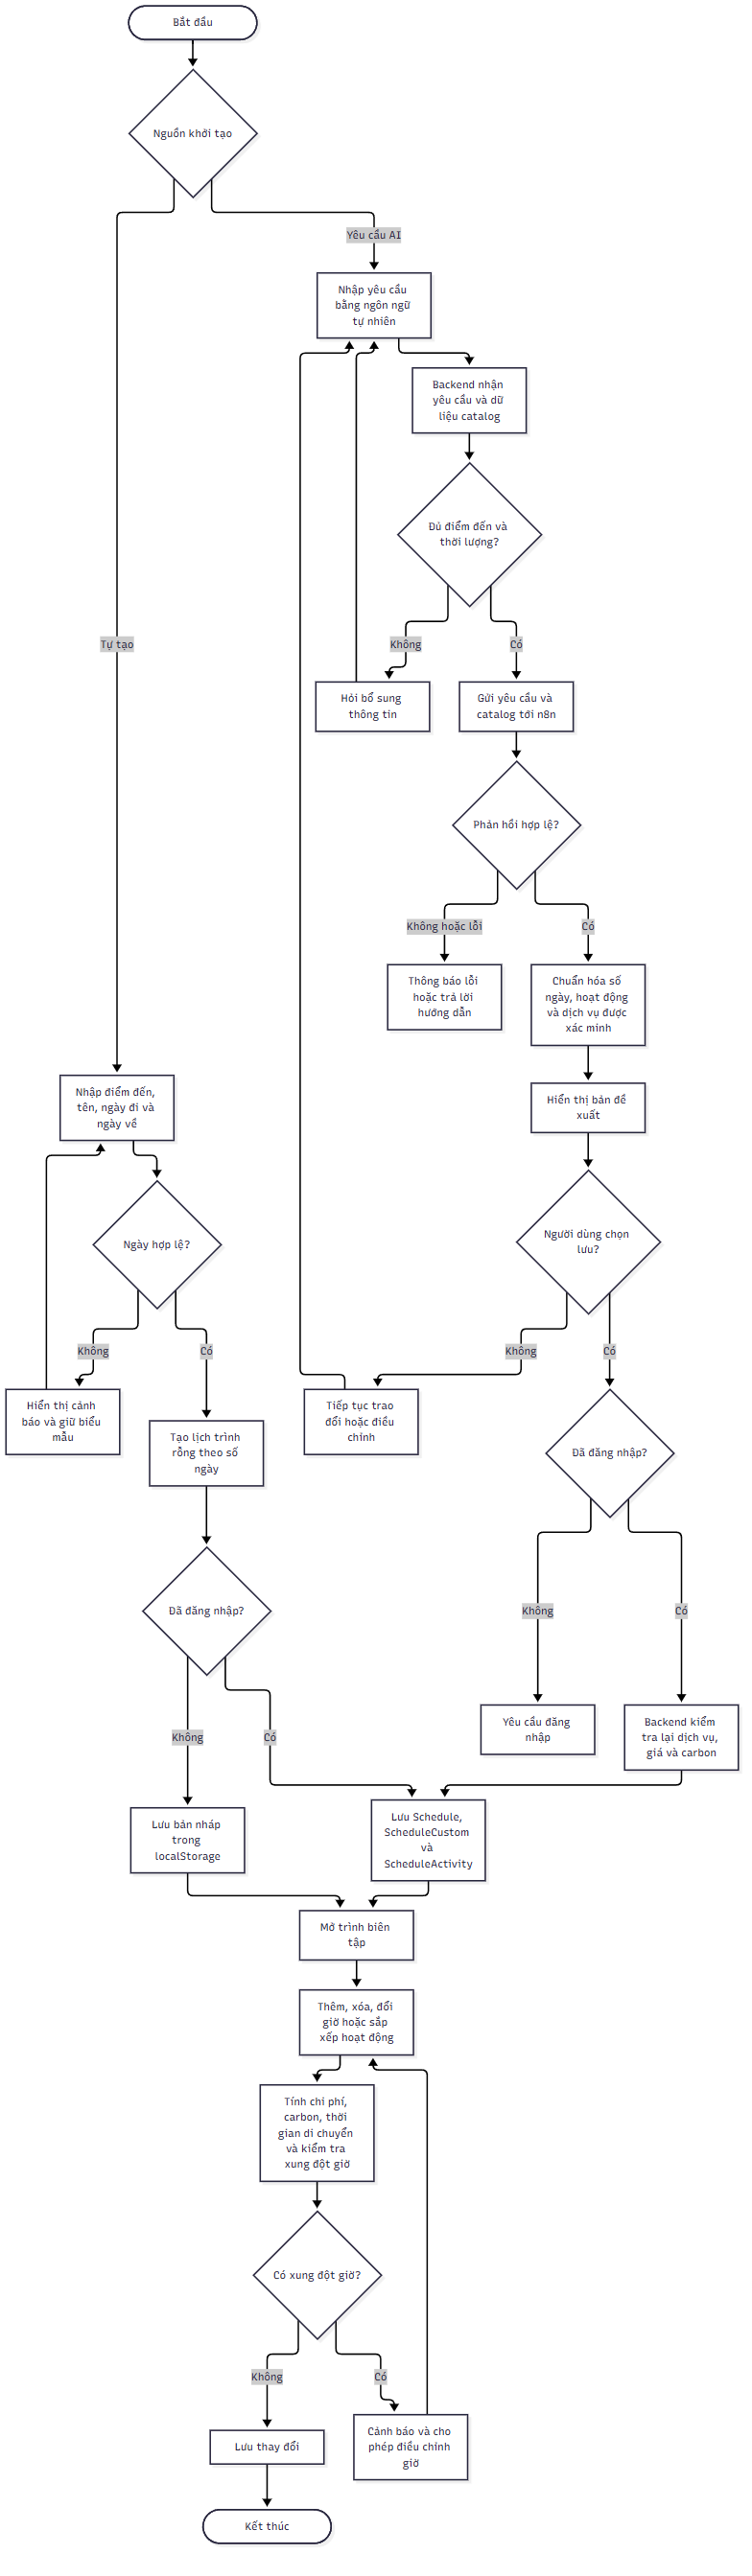 Bắt đầu
Nguồn khởi tạo
Yêu cầu AI
Nhập yêu cầu
bằng ngôn ngữ
tự nhiên
Backend nhận
yêu cầu và dữ
liệu catalog
Đủ điểm đến và
thời lượng?
Tự tạo
Không
Có
Hỏi bổ sung
thông tin
Gửi yêu cầu và
catalog tới n8n
Phản hồi hợp lệ?
Không hoặc lỗi
Có
Thông báo lỗi
hoặc trả lời
hướng dẫn
Chuẩn hóa số
ngày, hoạt động
và dịch vụ được
xác minh
Nhập điểm đến,
tên, ngày đi và
ngày về
Hiển thị bản đề
xuất
Ngày hợp lệ?
Người dùng chọn
lưu?
Không
Có
Không
Có
Hiển thị cảnh
báo và giữ biểu
mẫu
Tạo lịch trình
rỗng theo số
ngày
Tiếp tục trao
đổi hoặc điều
chỉnh
Đã đăng nhập?
Đã đăng nhập?
Không
Có
Không
Có
Yêu cầu đăng
nhập
Backend kiểm
tra lại dịch vụ,
giá và carbon
Lưu bản nháp
trong
localStorage
Lưu Schedule,
ScheduleCustom
và
ScheduleActivity
Mở trình biên
tập
Thêm, xóa, đổi
giờ hoặc sắp
xếp hoạt động
Tính chi phí,
carbon, thời
gian di chuyển
và kiểm tra
xung đột giờ
Có xung đột giờ?
Không
Có
Lưu thay đổi
Cảnh báo và cho
phép điều chỉnh
giờ
Kết thúc